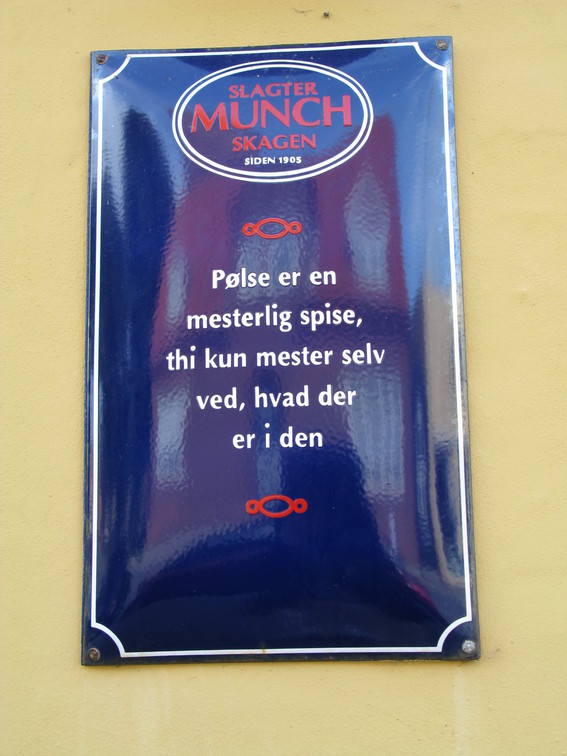 SLAGTER
MUNCH
SKAGEN
SIDEN 1905
Pølse er en
mesterlig spise,
thi kun mester selv
ved, hvad der
er i den